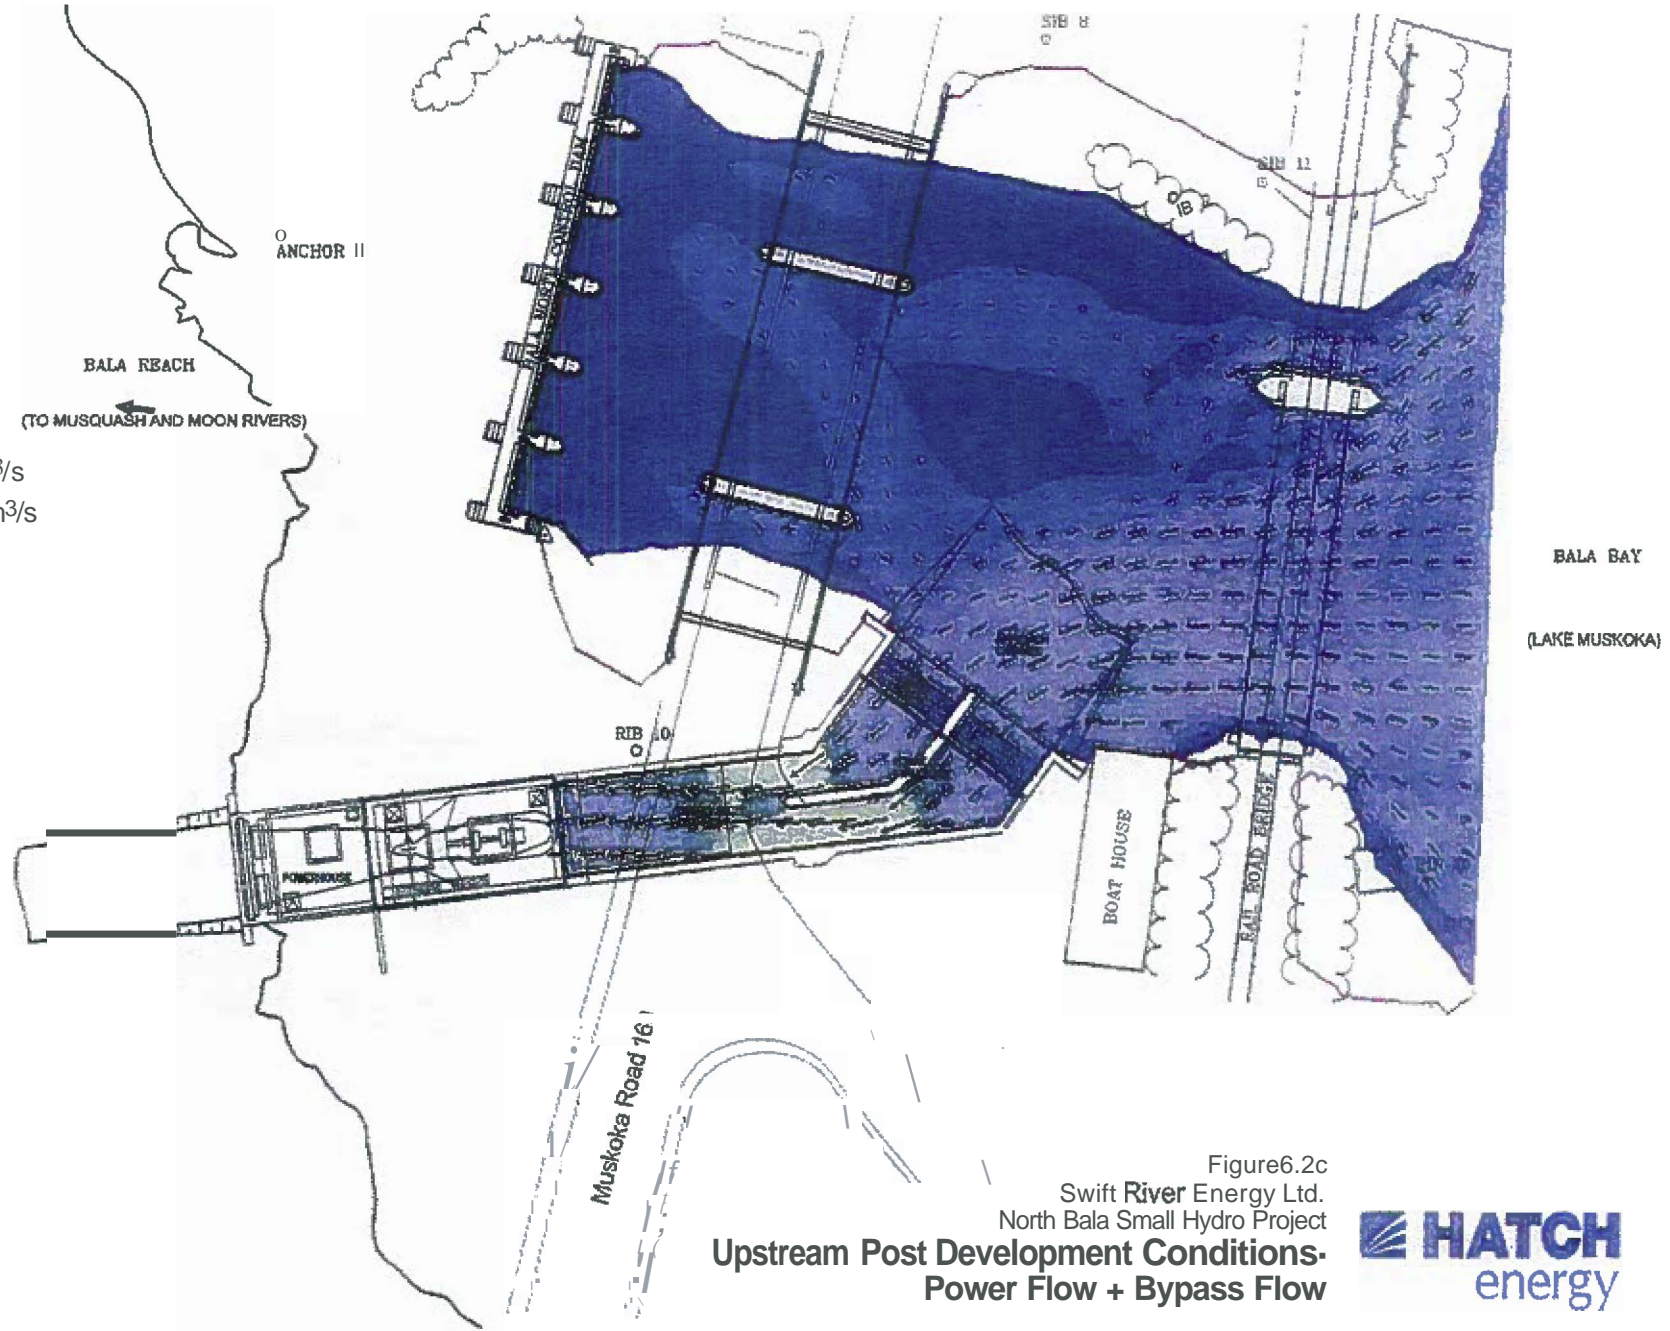 SIB 8
SIB 11
IB
O
ANCHOR II
BALA REACH
(TO MUSQUASH AND MOON RIVERS)
³/s
m³/s
NORTH BALA CONTROL DAM
BALA BAY
(LAKE MUSKOKA)
RIB 10
POWERHOUSE
BOAT HOUSE
RAIL ROAD BRIDGE
Muskoka Road 16
Figure6.2c
Swift River Energy Ltd.
North Bala Small Hydro Project
Upstream Post Development Conditions·
Power Flow + Bypass Flow
HATCH
energy